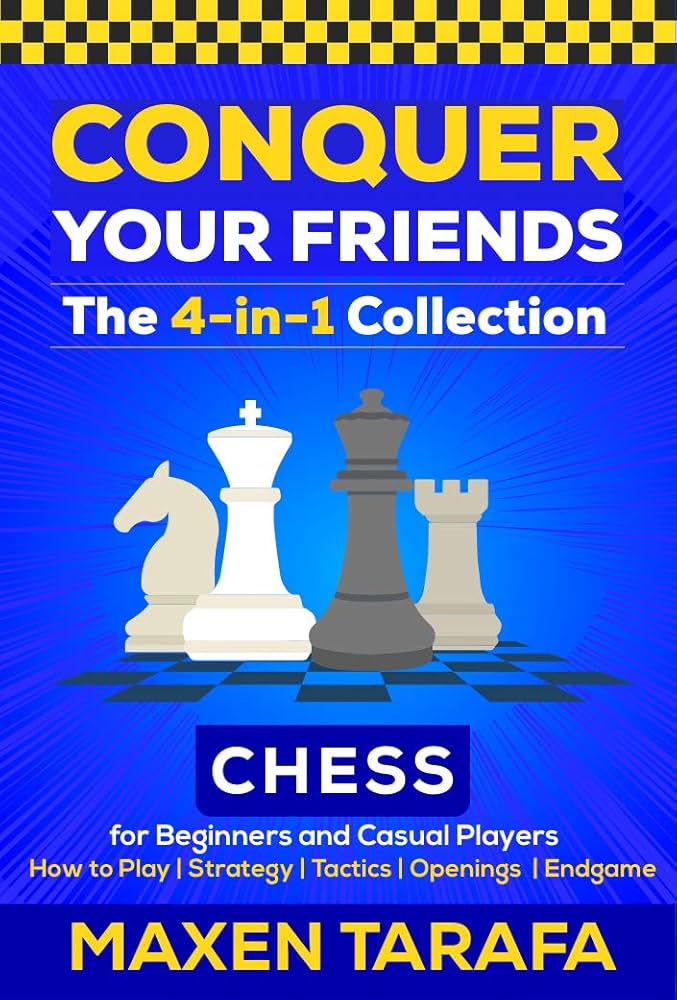 CONQUER
YOUR FRIENDS
The 4-in-1 Collection
CHESS
for Beginners and Casual Players
How to Play | Strategy | Tactics | Openings | Endgame
MAXEN TARAFA